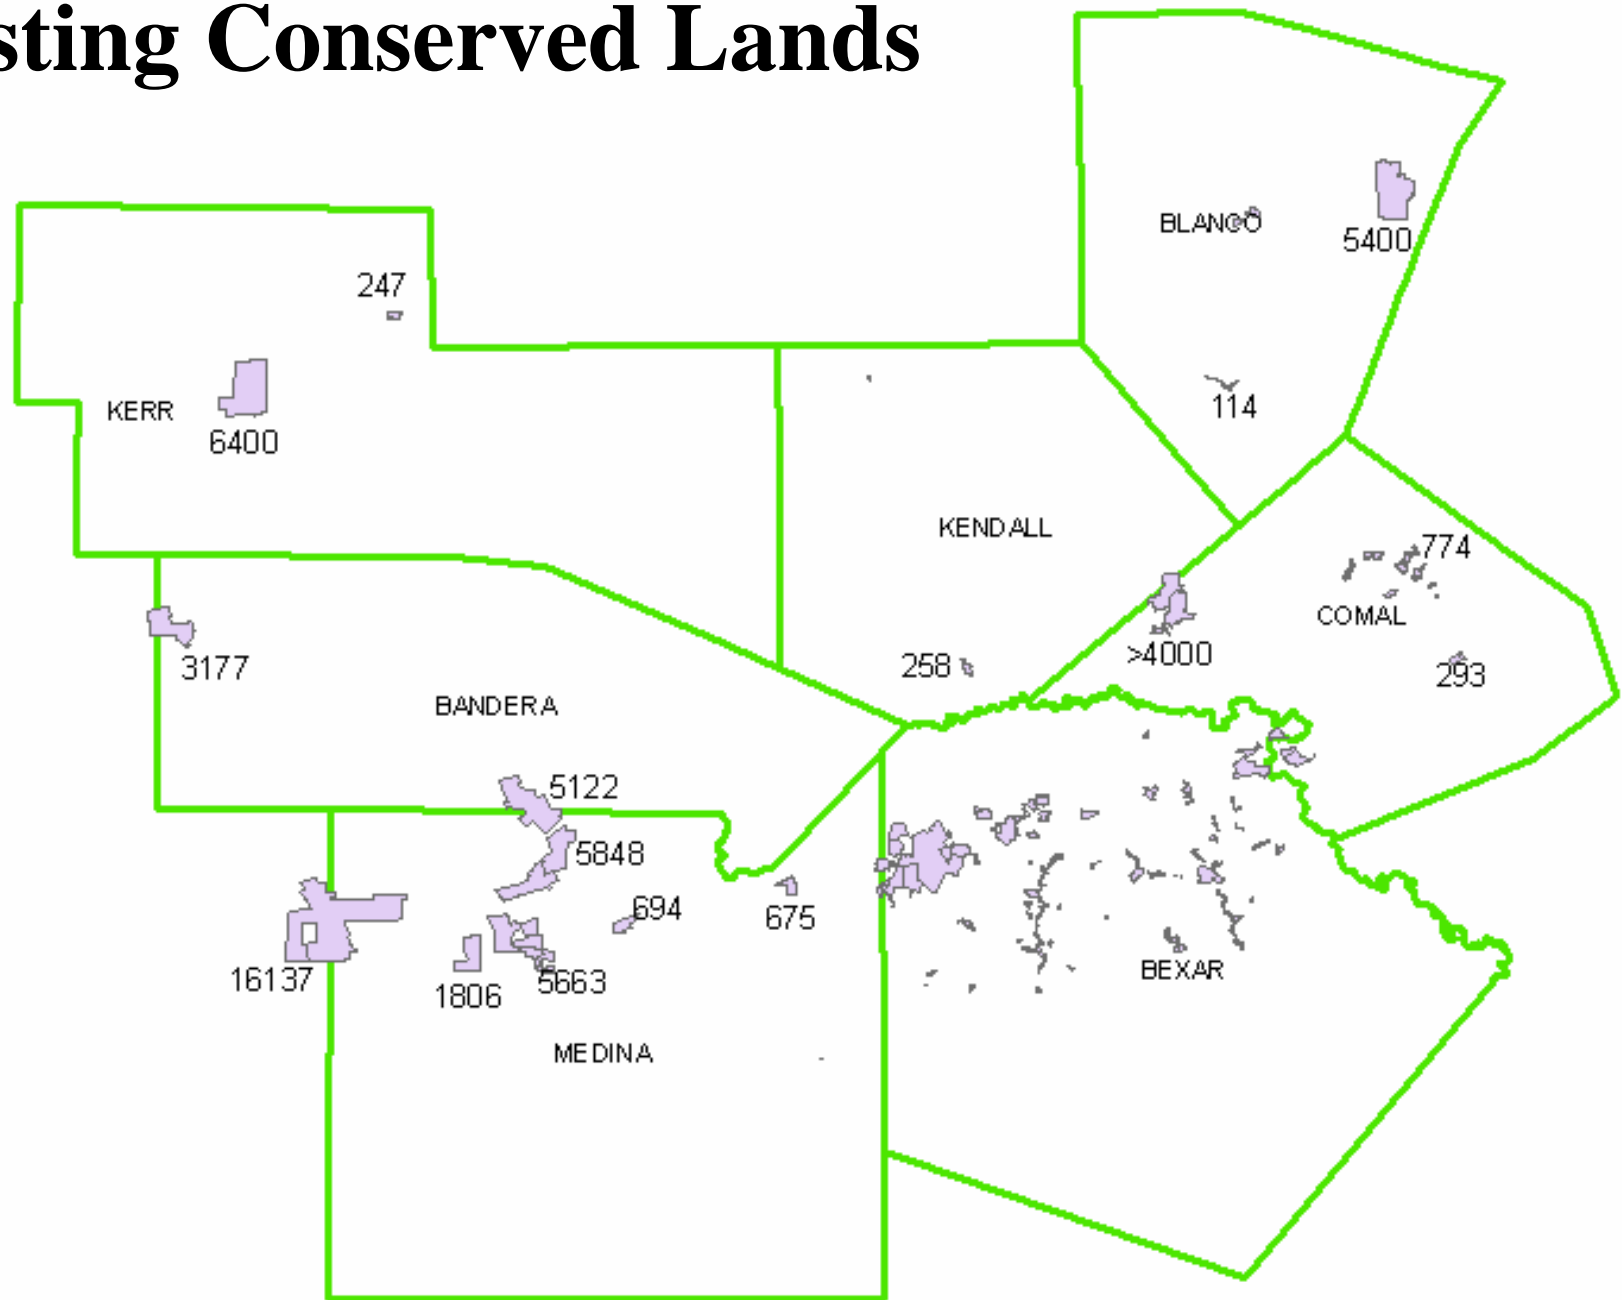 sting Conserved Lands
BLANCO
5400
247
KERR
6400
114
KENDALL
774
COMAL
258
>4000
293
3177
BANDERA
5122
5848
694
675
16137
1806
5663
BEXAR
MEDINA